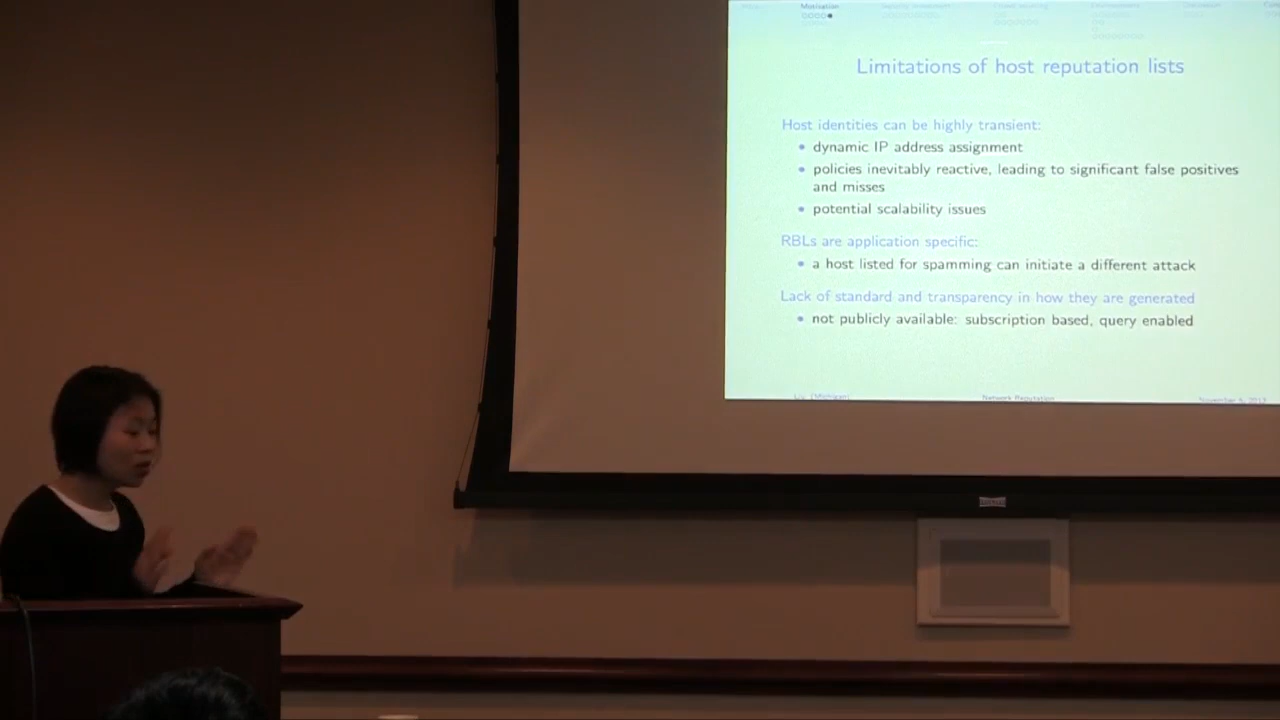 Motivation
Limitations of host reputation lists
Host identities can be highly transient:
• dynamic IP address assignment
• policies inevitably reactive, leading to significant false positives
and misses
• potential scalability issues
RBLs are application specific:
• a host listed for spamming can initiate a different attack
Lack of standard and transparency in how they are generated
• not publicly available: subscription based, query enabled
Liu (Michigan)
Network Reputation